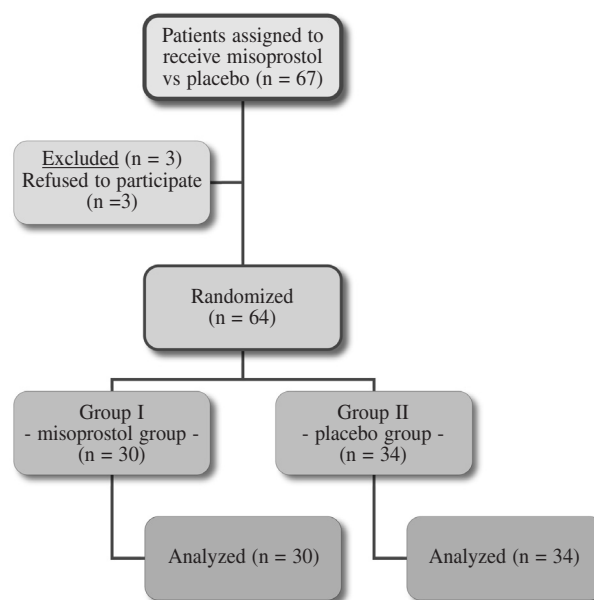 Patients assigned to
receive misoprostol
vs placebo (n = 67)
Excluded (n = 3)
Refused to participate
(n =3)
Randomized
(n = 64)
Group I
- misoprostol group -
(n = 30)
Group II
- placebo group -
(n = 34)
Analyzed (n = 30)
Analyzed (n = 34)